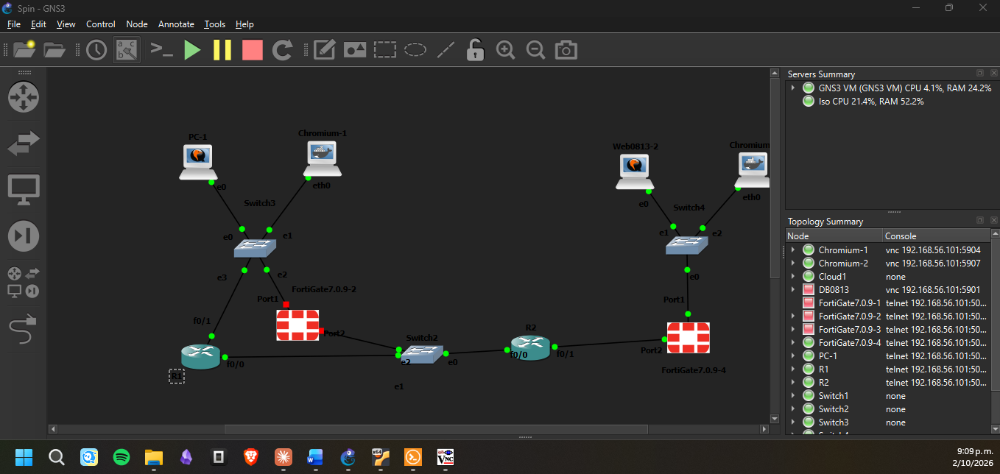 Spin - GNS3
File Edit View Control Node Annotate Tools Help
Servers Summary
GNS3 VM (GNS3 VM) CPU 4.1%, RAM 24.2%
Iso CPU 21.4%, RAM 52.2%
PC-1
Chromium-1
e0
eth0
Switch3
e0
e1
e3
e2
FortiGate7.0.9-2
Port1
Port2
f0/1
f0/0
R1
Switch2
e2
e0
e1
R2
f0/0
f0/1
Web0813-2
Chromium
e0
eth0
Switch4
e1
e2
e0
Port1
Port2
FortiGate7.0.9-4
Topology Summary
Node Console
Chromium-1 vnc 192.168.56.101:5904
Chromium-2 vnc 192.168.56.101:5907
Cloud1 none
DB0813 vnc 192.168.56.101:5901
FortiGate7.0.9-1 telnet 192.168.56.101:50...
FortiGate7.0.9-2 telnet 192.168.56.101:50...
FortiGate7.0.9-3 telnet 192.168.56.101:50...
FortiGate7.0.9-4 telnet 192.168.56.101:50...
PC-1 telnet 192.168.56.101:50...
R1 telnet 192.168.56.101:50...
R2 telnet 192.168.56.101:50...
Switch1 none
Switch2 none
Switch3 none
9:09 p.m.
2/10/2026